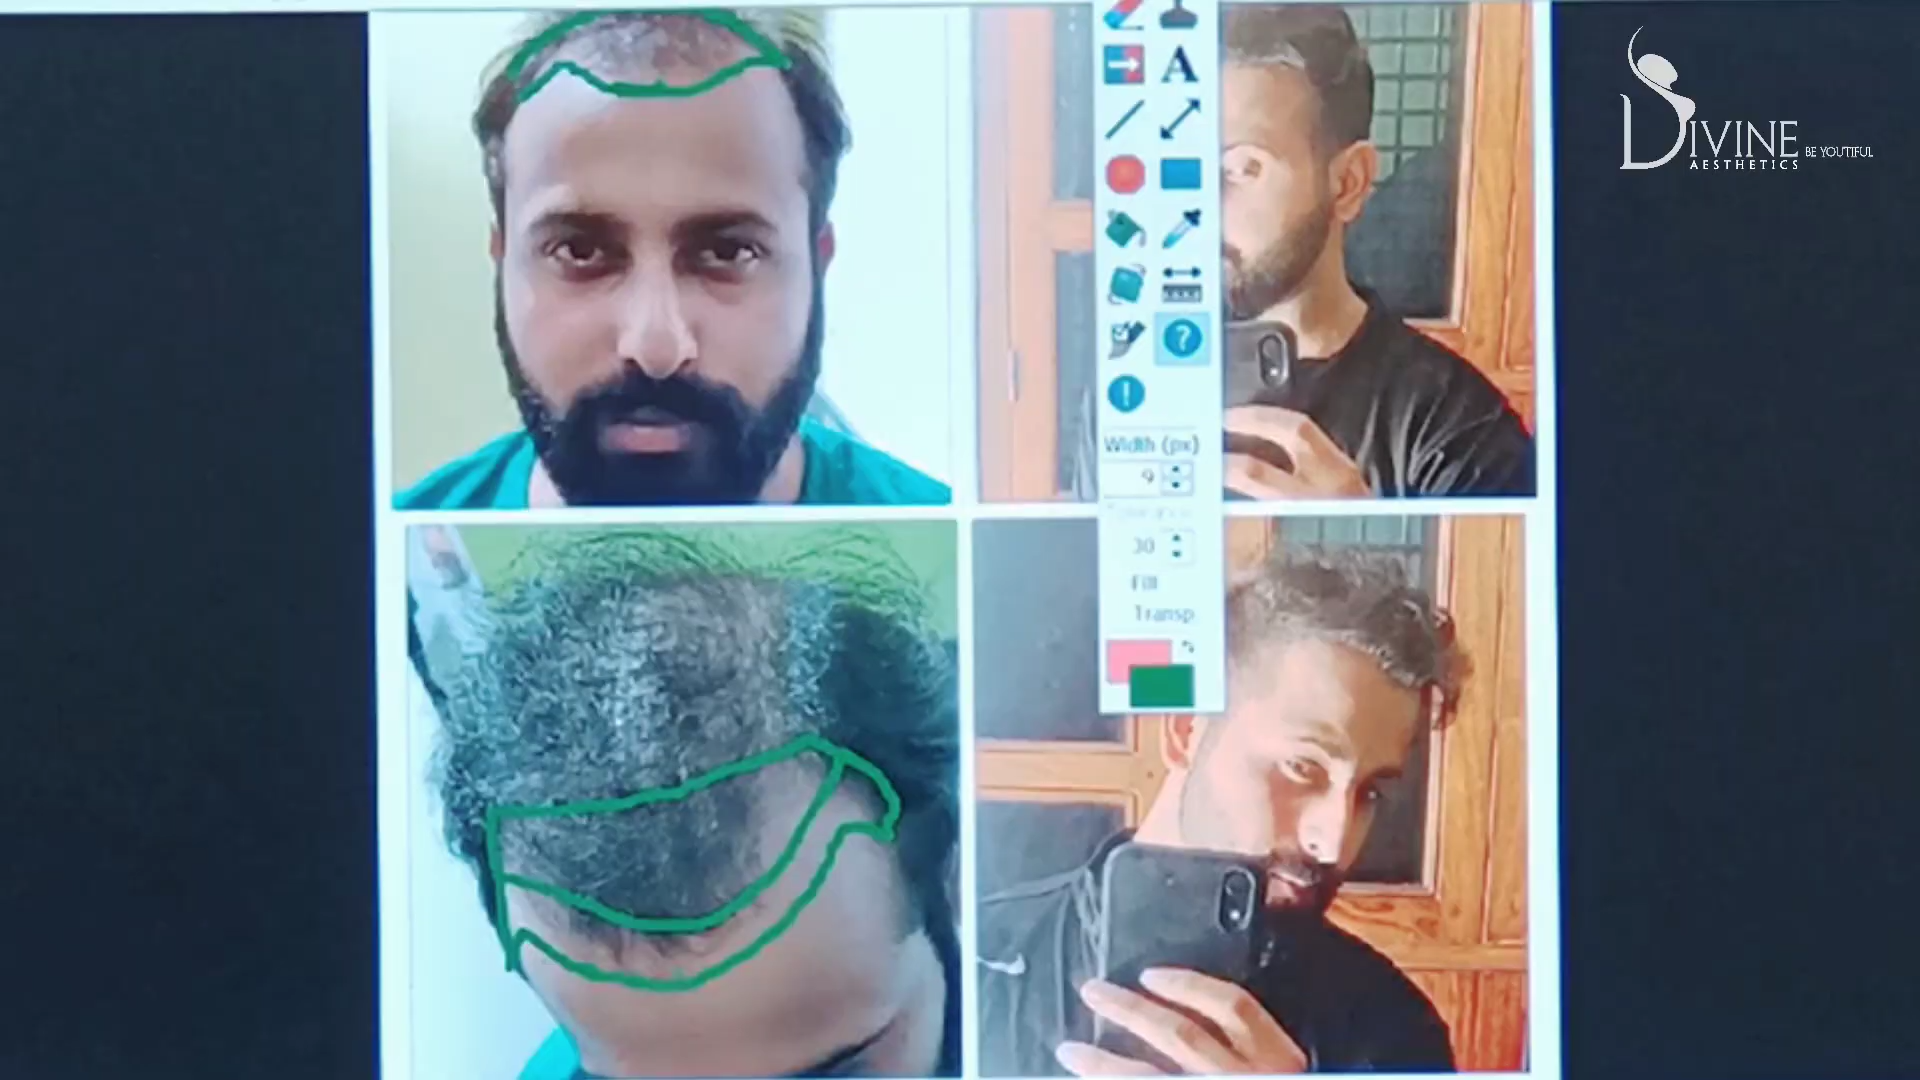 DIVINE
AESTHETICS
BE YOUTIFUL
A
?
!
Width (px)
9
30
Fill
Transp